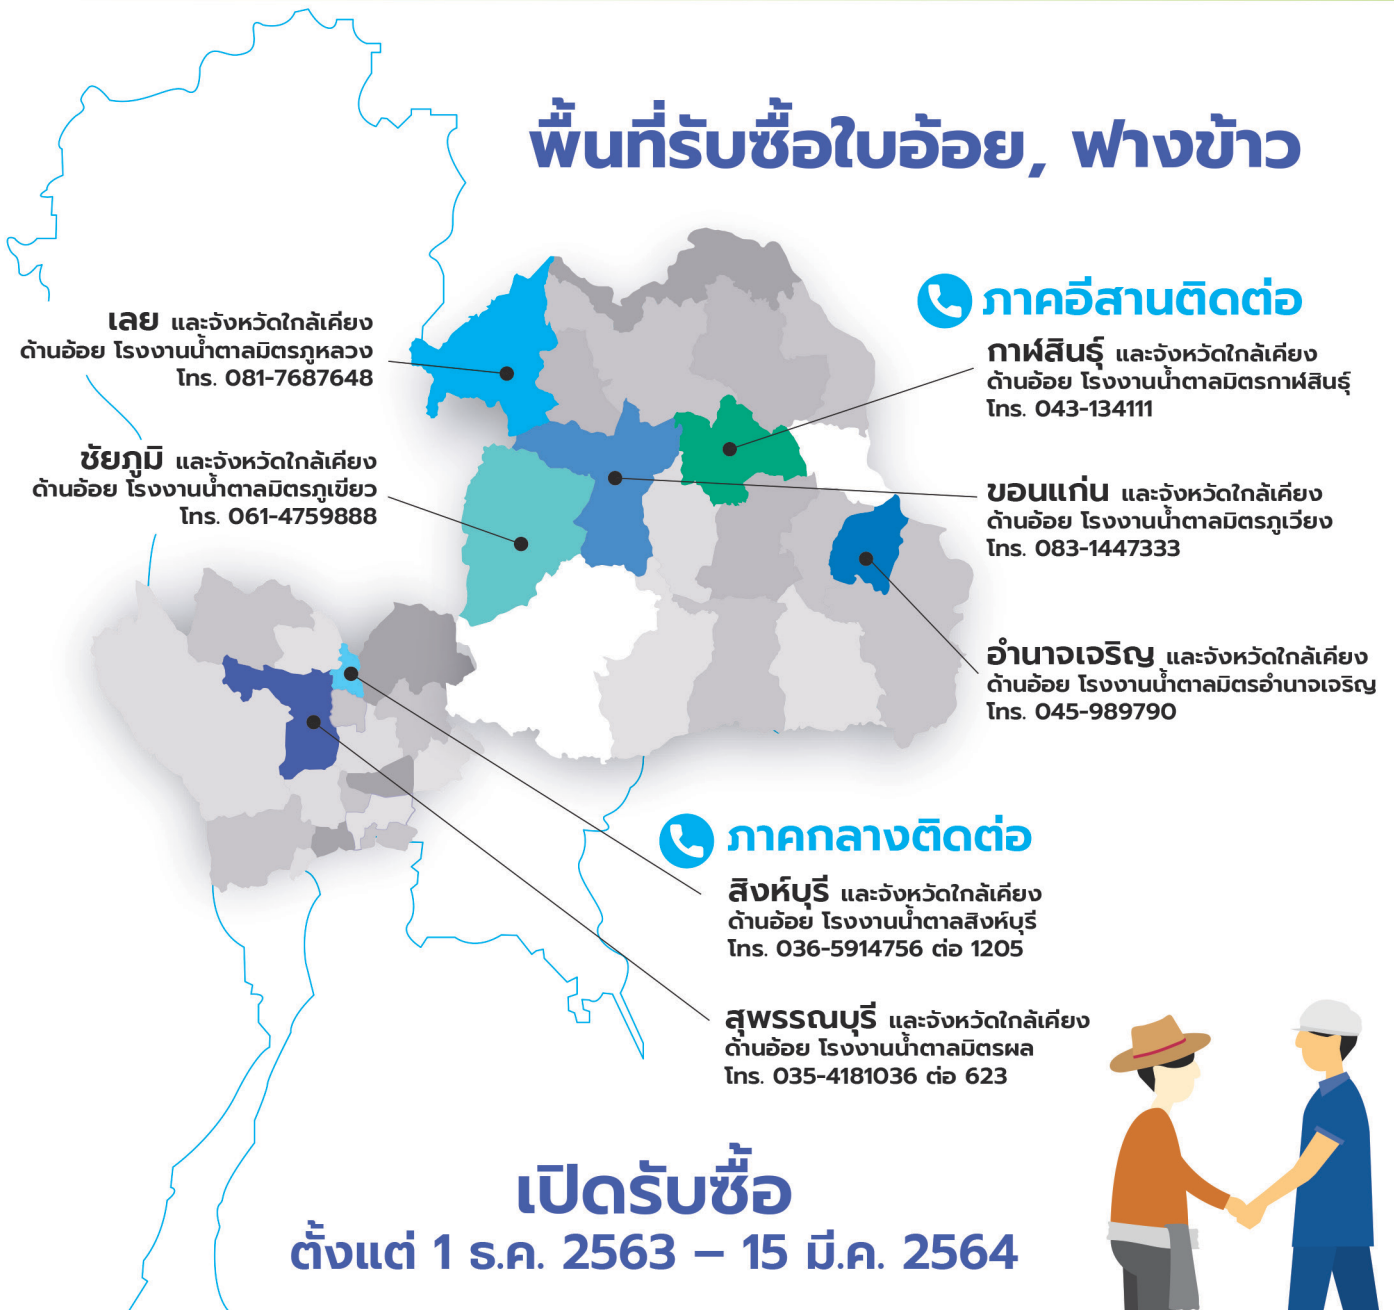 พื้นที่รับซื้อใบอ้อย, ฟางข้าว
เลย และจังหวัดใกล้เคียง
ด้านอ้อย โรงงานน้ำตาลมิตรภูหลวง
โทร. 081-7687648
ชัยภูมิ และจังหวัดใกล้เคียง
ด้านอ้อย โรงงานน้ำตาลมิตรภูเขียว
โทร. 061-4759888
ภาคอีสานติดต่อ
กาฬสินธุ์ และจังหวัดใกล้เคียง
ด้านอ้อย โรงงานน้ำตาลมิตรกาฬสินธุ์
โทร. 043-134111
ขอนแก่น และจังหวัดใกล้เคียง
ด้านอ้อย โรงงานน้ำตาลมิตรภูเวียง
โทร. 083-1447333
อำนาจเจริญ และจังหวัดใกล้เคียง
ด้านอ้อย โรงงานน้ำตาลมิตรอำนาจเจริญ
โทร. 045-989790
ภาคกลางติดต่อ
สิงห์บุรี และจังหวัดใกล้เคียง
ด้านอ้อย โรงงานน้ำตาลสิงห์บุรี
โทร. 036-5914756 ต่อ 1205
สุพรรณบุรี และจังหวัดใกล้เคียง
ด้านอ้อย โรงงานน้ำตาลมิตรผล
โทร. 035-4181036 ต่อ 623
เปิดรับซื้อ
ตั้งแต่ 1 ธ.ค. 2563 – 15 มี.ค. 2564